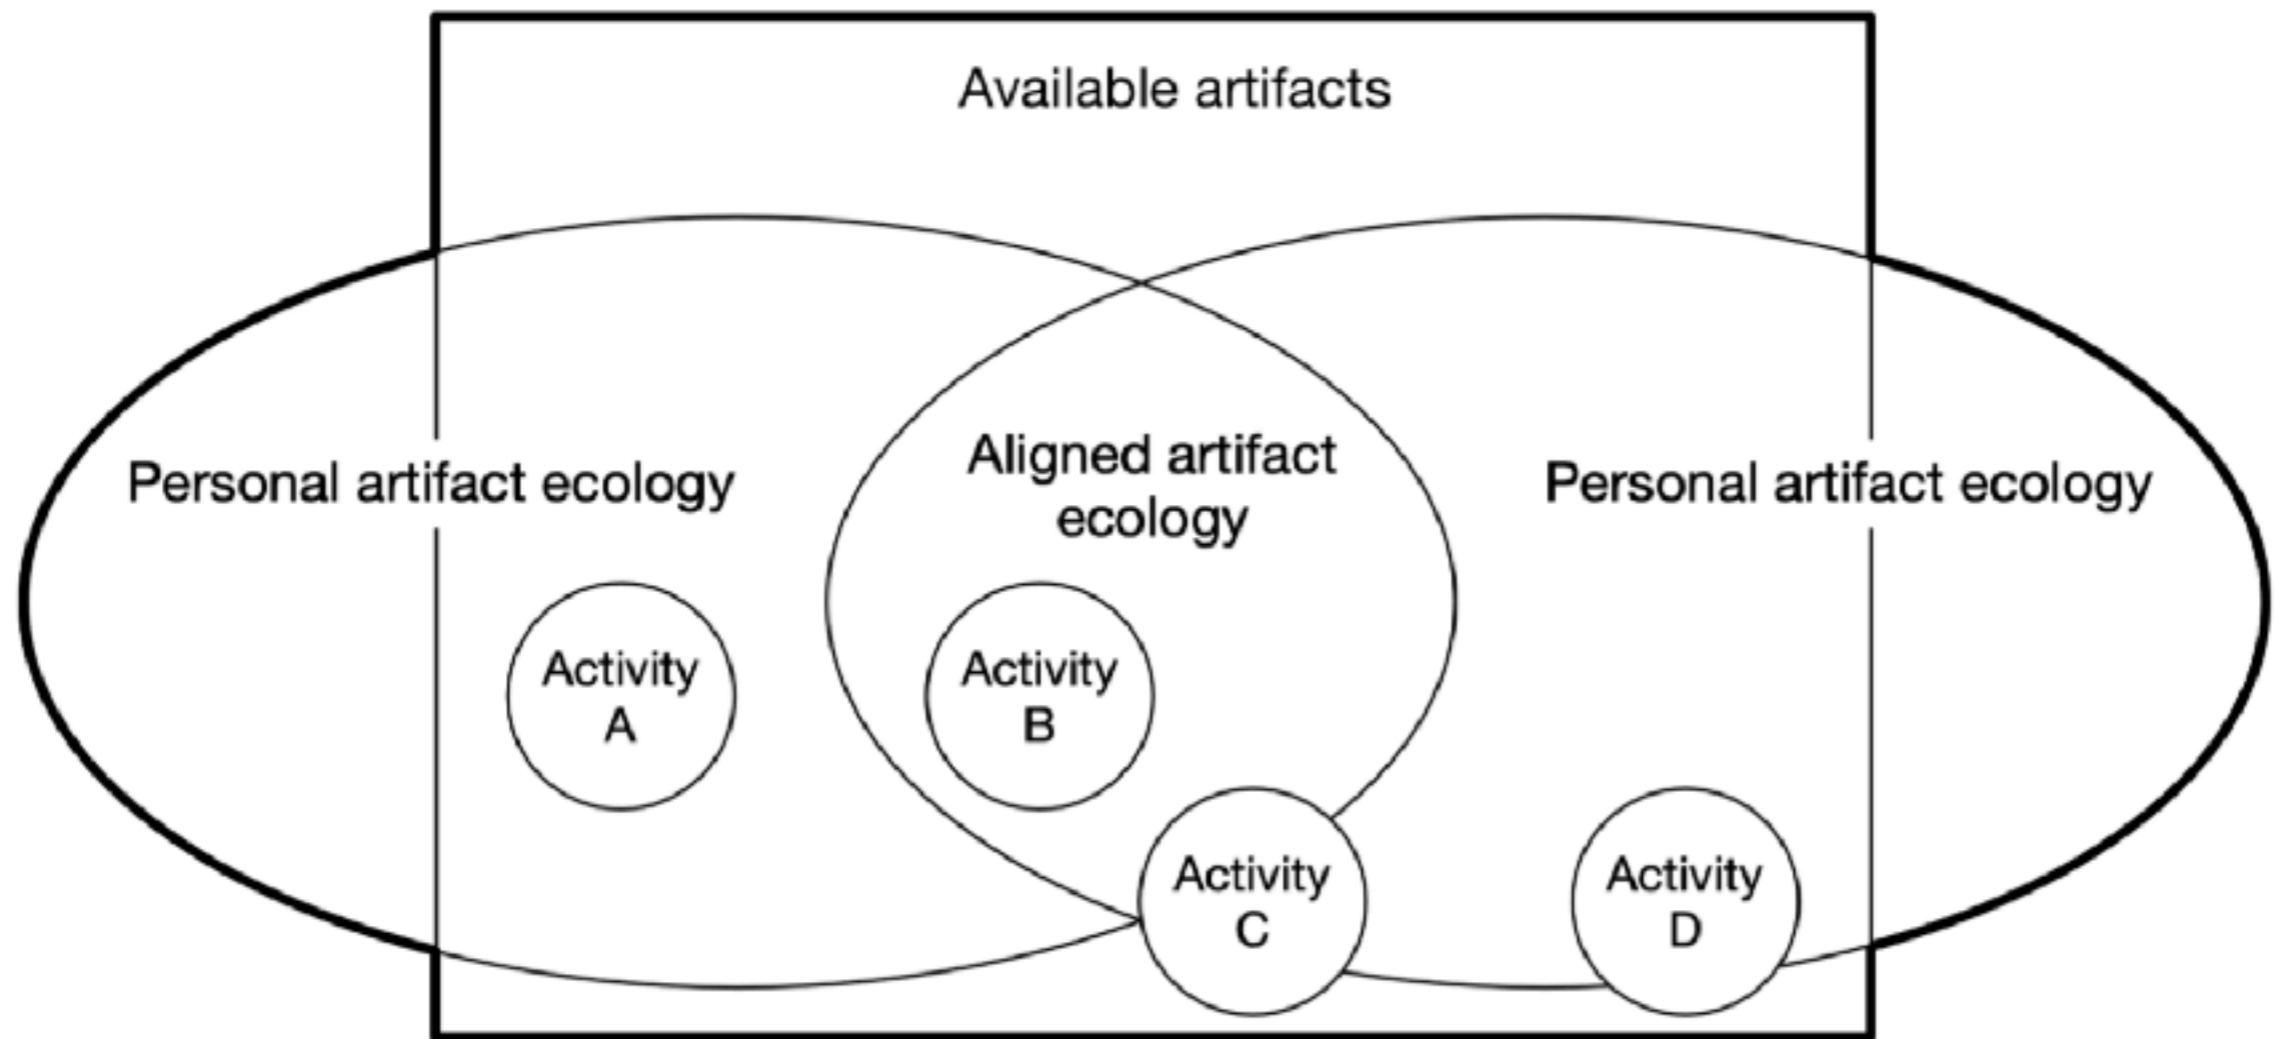 Available artifacts
Personal artifact ecology
Aligned artifact
ecology
Personal artifact ecology
Activity
A
Activity
B
Activity
C
Activity
D